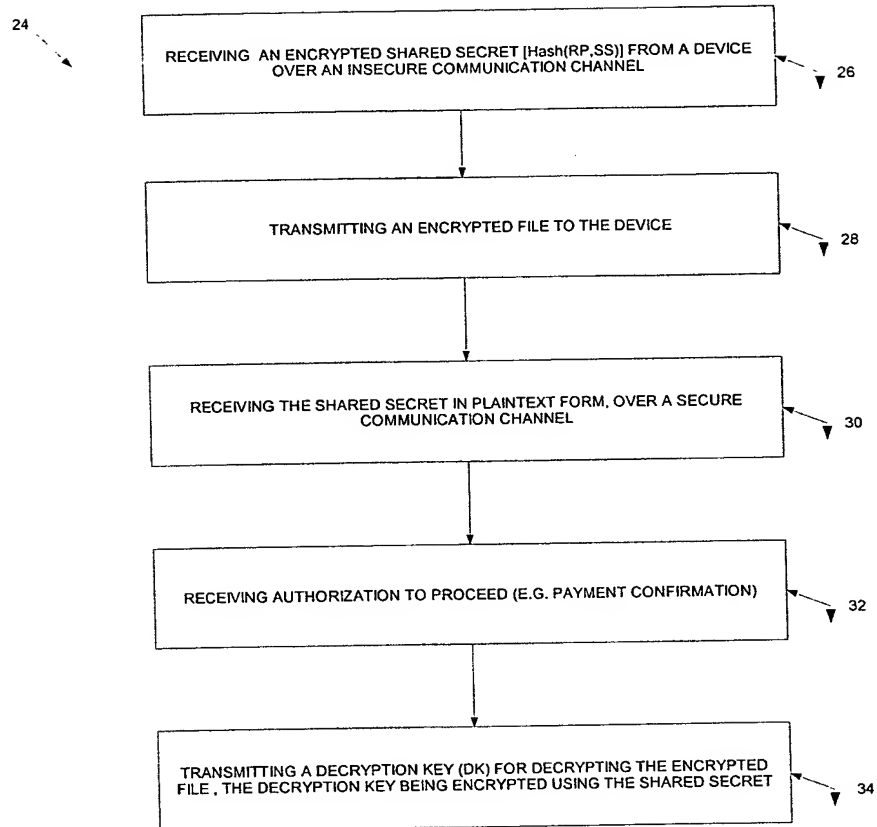 24
RECEIVING AN ENCRYPTED SHARED SECRET [Hash(RP,SS)] FROM A DEVICE
OVER AN INSECURE COMMUNICATION CHANNEL
26
TRANSMITTING AN ENCRYPTED FILE TO THE DEVICE
28
RECEIVING THE SHARED SECRET IN PLAINTEXT FORM, OVER A SECURE
COMMUNICATION CHANNEL
30
RECEIVING AUTHORIZATION TO PROCEED (E.G. PAYMENT CONFIRMATION)
32
TRANSMITTING A DECRYPTION KEY (DK) FOR DECRYPTING THE ENCRYPTED
FILE , THE DECRYPTION KEY BEING ENCRYPTED USING THE SHARED SECRET
34